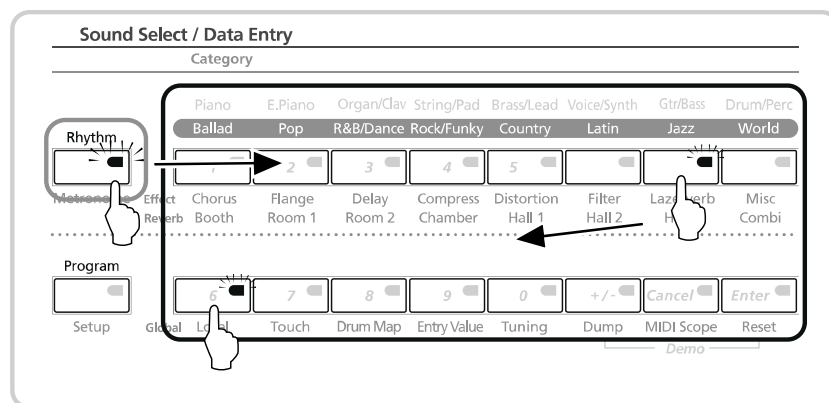 Sound Select / Data Entry
Category
Piano E.Piano Organ/Clav String/Pad Brass/Lead Voice/Synth Gtr/Bass Drum/Perc
Rhythm Ballad Pop R&B/Dance Rock/Funky Country Latin Jazz World
2 3 4 5
Effect Chorus Flange Delay Compress Distortion Filter Misc
Reverb Booth Room 1 Room 2 Chamber Hall 1 Hall 2 Combi
Program
6 7 8 9 0 +/- Cancel Enter
Setup Global Touch Drum Map Entry Value Tuning Dump MIDI Scope Reset
Demo